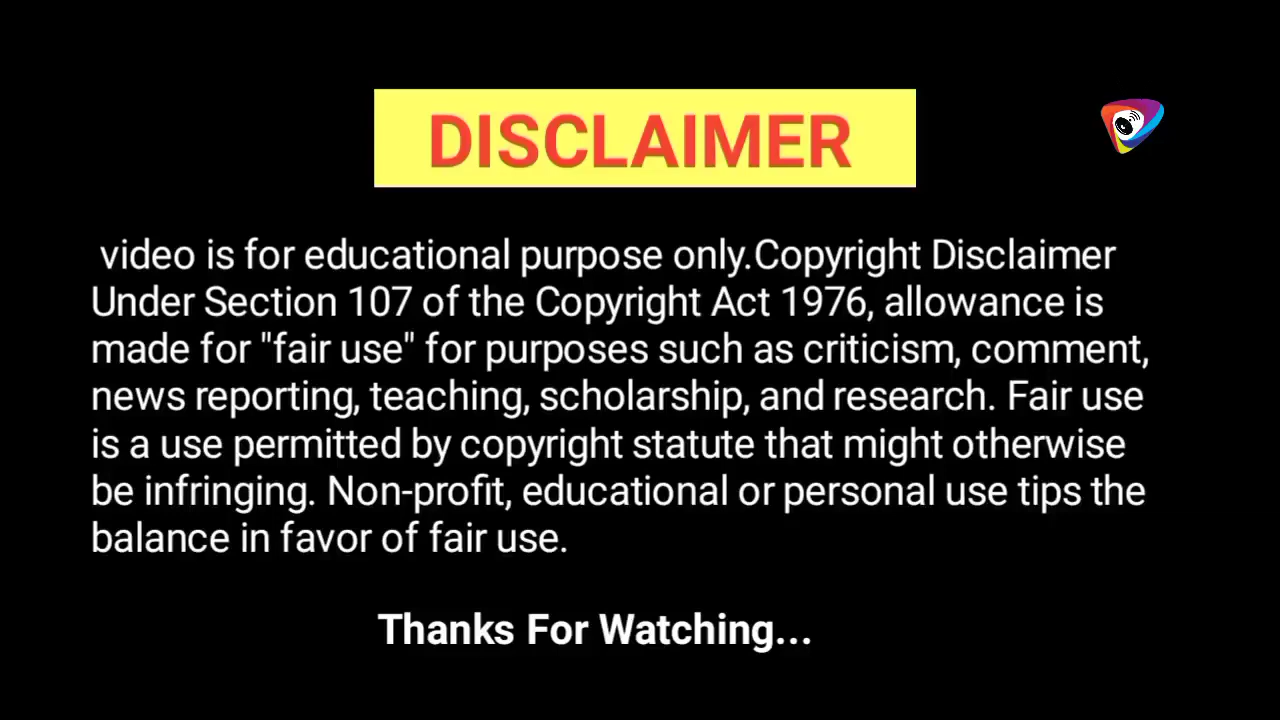 DISCLAIMER
video is for educational purpose only.Copyright Disclaimer
Under Section 107 of the Copyright Act 1976, allowance is
made for "fair use" for purposes such as criticism, comment,
news reporting, teaching, scholarship, and research. Fair use
is a use permitted by copyright statute that might otherwise
be infringing. Non-profit, educational or personal use tips the
balance in favor of fair use.
Thanks For Watching...